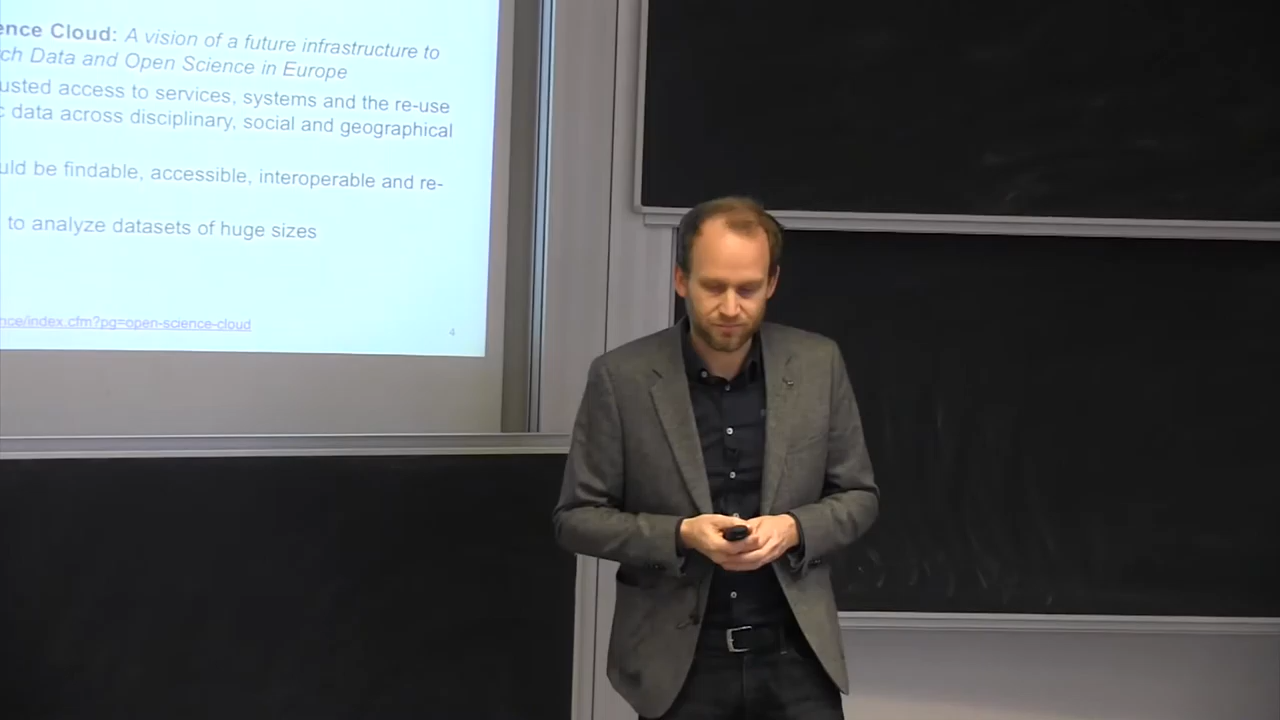 ence Cloud: A vision of a future infrastructure to
ch Data and Open Science in Europe
usted access to services, systems and the re-use
c data across disciplinary, social and geographical
uld be findable, accessible, interoperable and re-
to analyze datasets of huge sizes
nce/index.cfm?pg=open-science-cloud
4